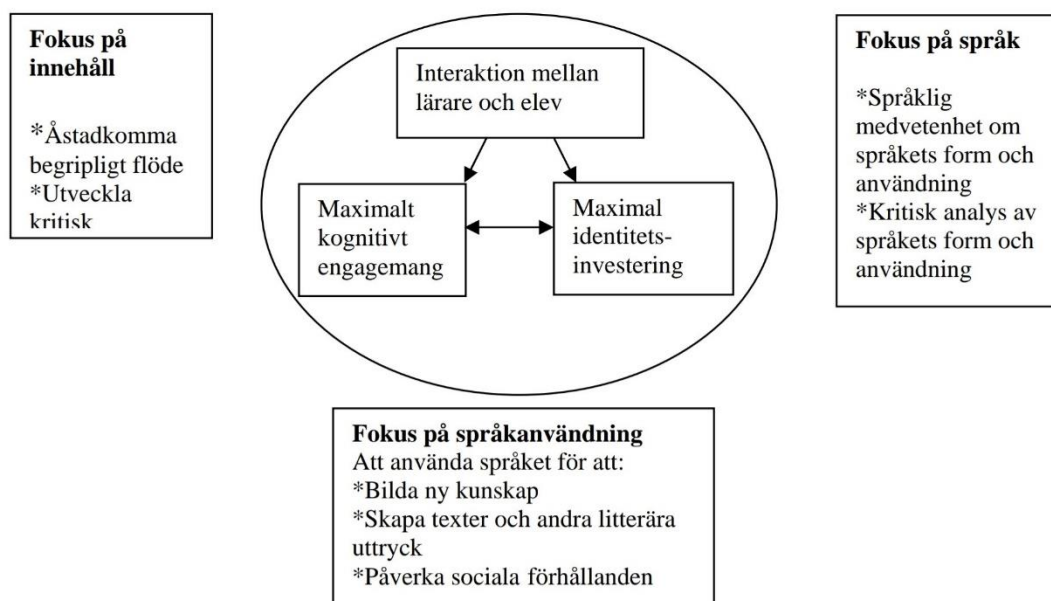 Fokus på
innehåll
*Åstadkomma
begripligt flöde
*Utveckla
kritisk
Interaktion mellan
lärare och elev
Maximalt
kognitivt
engagemang
Maximal
identitets-
investering
Fokus på språk
*Språklig
medvetenhet om
språkets form och
användning
*Kritisk analys av
språkets form och
användning
Fokus på språkanvändning
Att använda språket för att:
*Bilda ny kunskap
*Skapa texter och andra litterära
uttryck
*Påverka sociala förhållanden